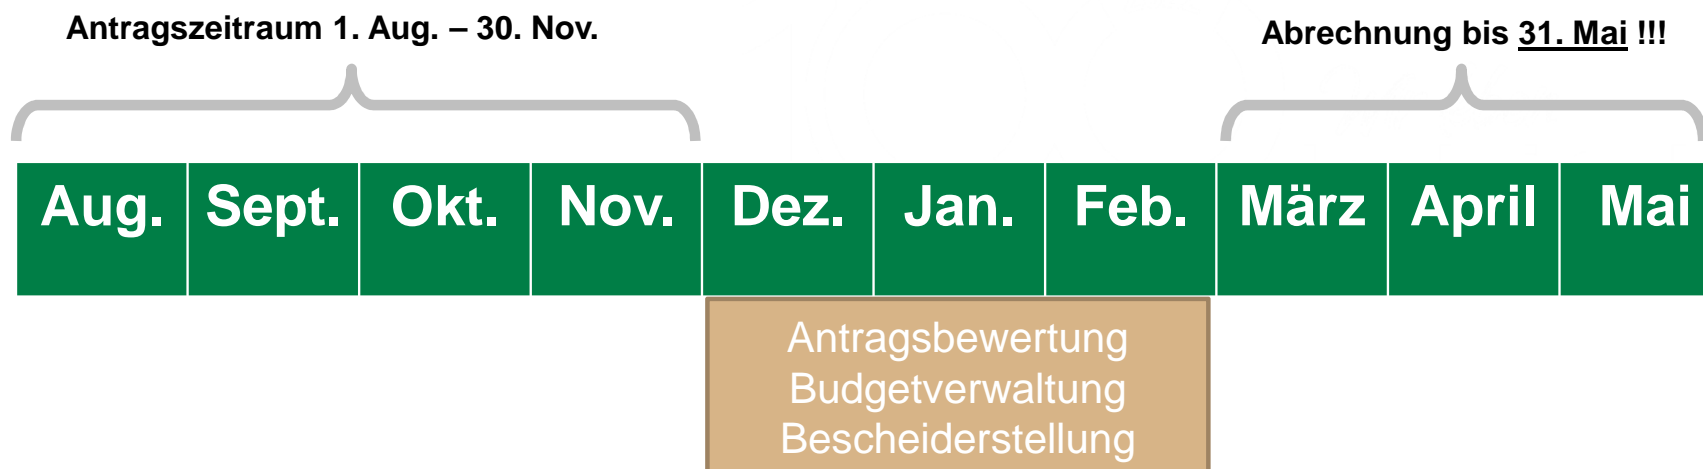 Antragszeitraum 1. Aug. – 30. Nov.
Abrechnung bis 31. Mai !!!
Aug. Sept. Okt. Nov. Dez. Jan. Feb. März April Mai
Antragsbewertung
Budgetverwaltung
Bescheiderstellung